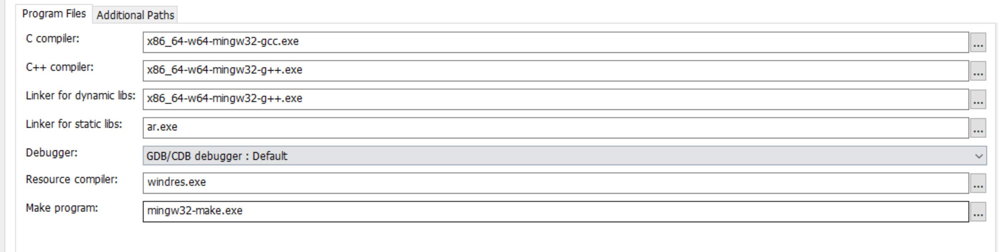 Program Files Additional Paths
C compiler: x86_64-w64-mingw32-gcc.exe ...
C++ compiler: x86_64-w64-mingw32-g++.exe ...
Linker for dynamic libs: x86_64-w64-mingw32-g++.exe ...
Linker for static libs: ar.exe ...
Debugger: GDB/CDB debugger : Default
Resource compiler: windres.exe ...
Make program: mingw32-make.exe ...